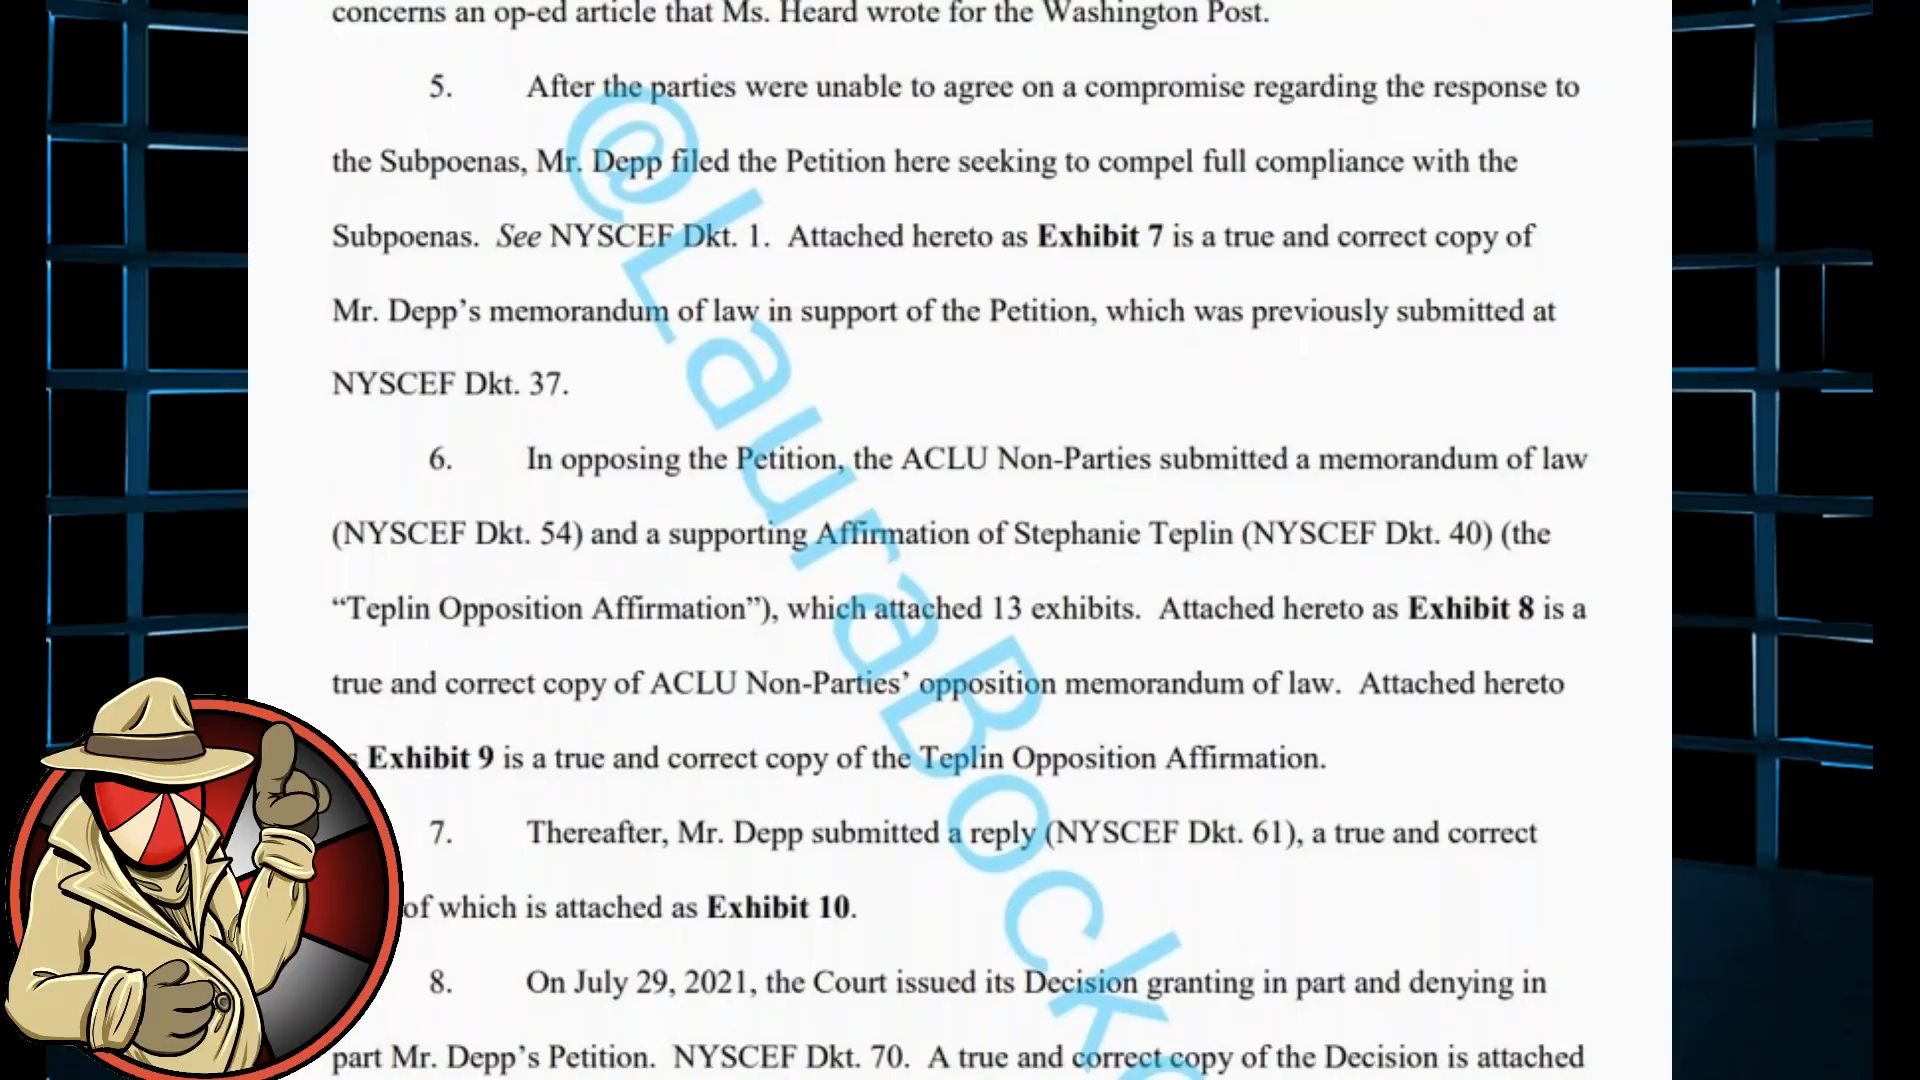 concerns an op-ed article that Ms. Heard wrote for the Washington Post.
5. After the parties were unable to agree on a compromise regarding the response to
the Subpoenas, Mr. Depp filed the Petition here seeking to compel full compliance with the
Subpoenas. See NYSCEF Dkt. 1. Attached hereto as Exhibit 7 is a true and correct copy of
Mr. Depp’s memorandum of law in support of the Petition, which was previously submitted at
NYSCEF Dkt. 37.
6. In opposing the Petition, the ACLU Non-Parties submitted a memorandum of law
(NYSCEF Dkt. 54) and a supporting Affirmation of Stephanie Teplin (NYSCEF Dkt. 40) (the
“Teplin Opposition Affirmation”), which attached 13 exhibits. Attached hereto as Exhibit 8 is a
true and correct copy of ACLU Non-Parties’ opposition memorandum of law. Attached hereto
Exhibit 9 is a true and correct copy of the Teplin Opposition Affirmation.
7. Thereafter, Mr. Depp submitted a reply (NYSCEF Dkt. 61), a true and correct
of which is attached as Exhibit 10.
8. On July 29, 2021, the Court issued its Decision granting in part and denying in
part Mr. Depp’s Petition. NYSCEF Dkt. 70. A true and correct copy of the Decision is attached
@LauraBock